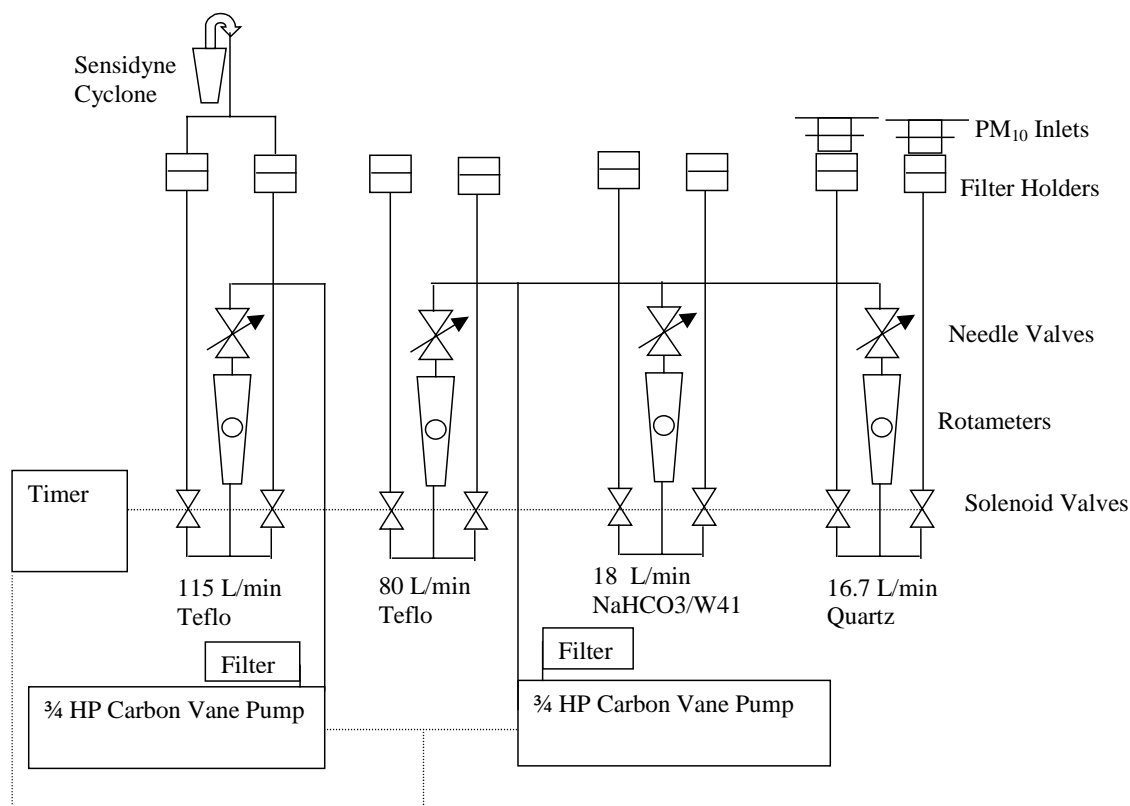 Sensidyne
Cyclone
PM₁₀ Inlets
Filter Holders
Needle Valves
Rotameters
Timer
Solenoid Valves
115 L/min
Teflo
80 L/min
Teflo
18 L/min
NaHCO3/W41
16.7 L/min
Quartz
Filter
Filter
¾ HP Carbon Vane Pump
¾ HP Carbon Vane Pump